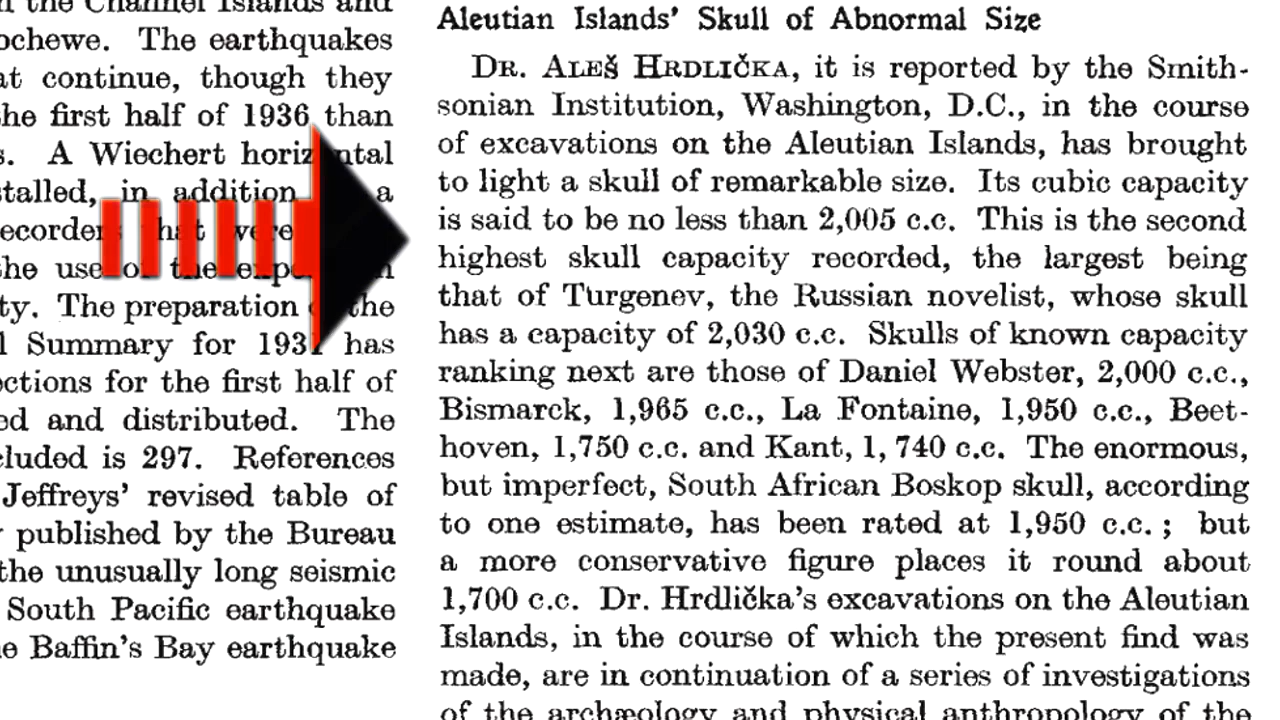 the Channel Islands and
ochewe. The earthquakes
at continue, though they
he first half of 1936 than
s. A Wiechert
stalled, in addition a
were
the use of the
ty. The preparation the
l Summary for has
ections for the first half of
ed and distributed. The
cluded is 297. References
Jeffreys' revised table of
published by the Bureau
the unusually long seismic
South Pacific earthquake
e Baffin's Bay earthquake
Aleutian Islands' Skull of Abnormal Size
DR. ALEŠ HRDLIČKA, it is reported by the Smith-
sonian Institution, Washington, D.C., in the course
of excavations on the Aleutian Islands, has brought
to light a skull of remarkable size. Its cubic capacity
is said to be no less than 2,005 c.c. This is the second
highest skull capacity recorded, the largest being
that of Turgenev, the Russian novelist, whose skull
has a capacity of 2,030 c.c. Skulls of known capacity
ranking next are those of Daniel Webster, 2,000 c.c.,
Bismarck, 1,965 c.c., La Fontaine, 1,950 c.c., Beet-
hoven, 1,750 c.c. and Kant, 1, 740 c.c. The enormous,
but imperfect, South African Boskop skull, according
to one estimate, has been rated at 1,950 c.c. ; but
a more conservative figure places it round about
1,700 c.c. Dr. Hrdlička's excavations on the Aleutian
Islands, in the course of which the present find was
made, are in continuation of a series of investigations
of the archæology and physical anthropology of the